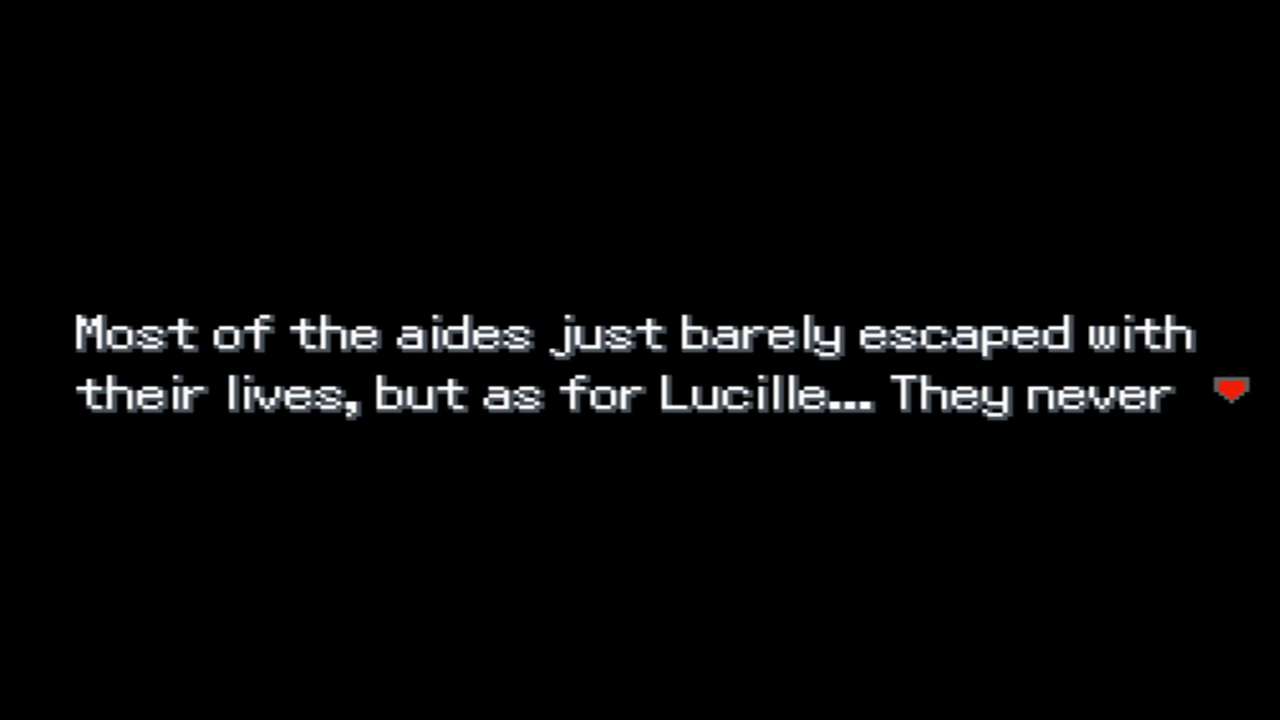 Most of the aides just barely escaped with
their lives, but as for Lucille... They never